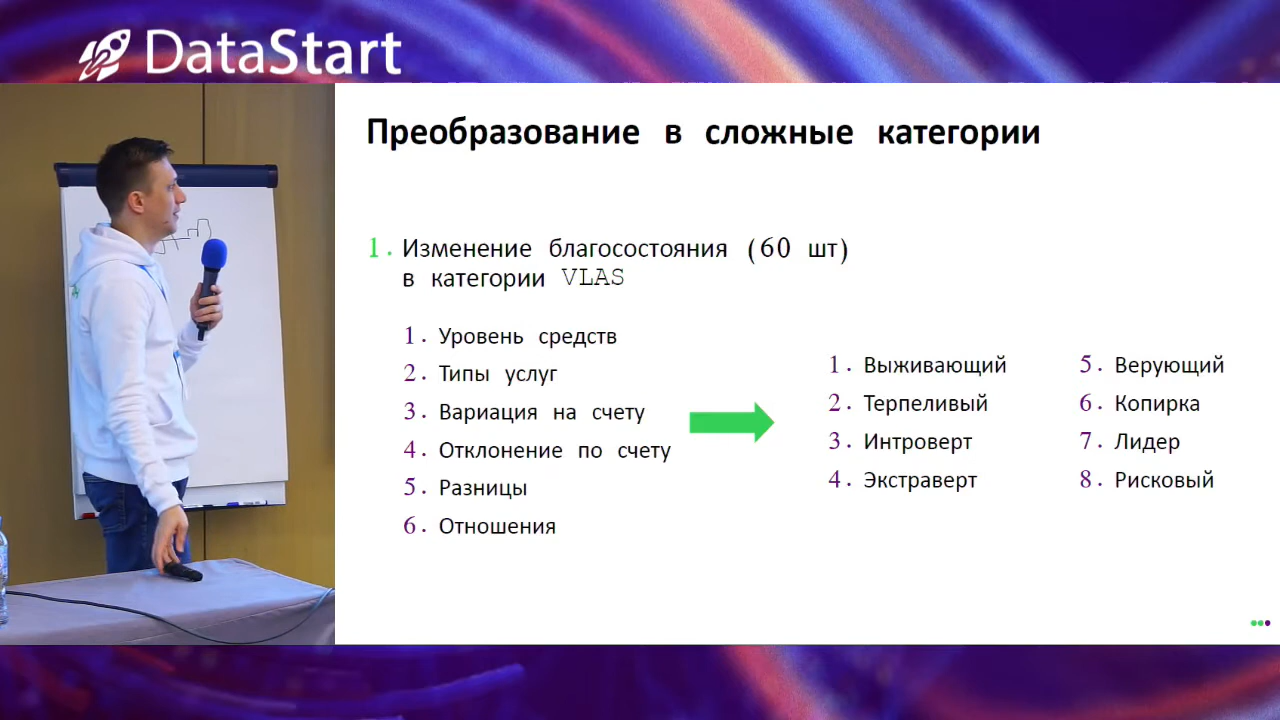 DataStart
Преобразование в сложные категории
1. Изменение благосостояния (60 шт)
в категории VLAS
1. Уровень средств
2. Типы услуг
3. Вариация на счету
4. Отклонение по счету
5. Разницы
6. Отношения
1. Выживающий
2. Терпеливый
3. Интроверт
4. Экстраверт
5. Верующий
6. Копирка
7. Лидер
8. Рисковый